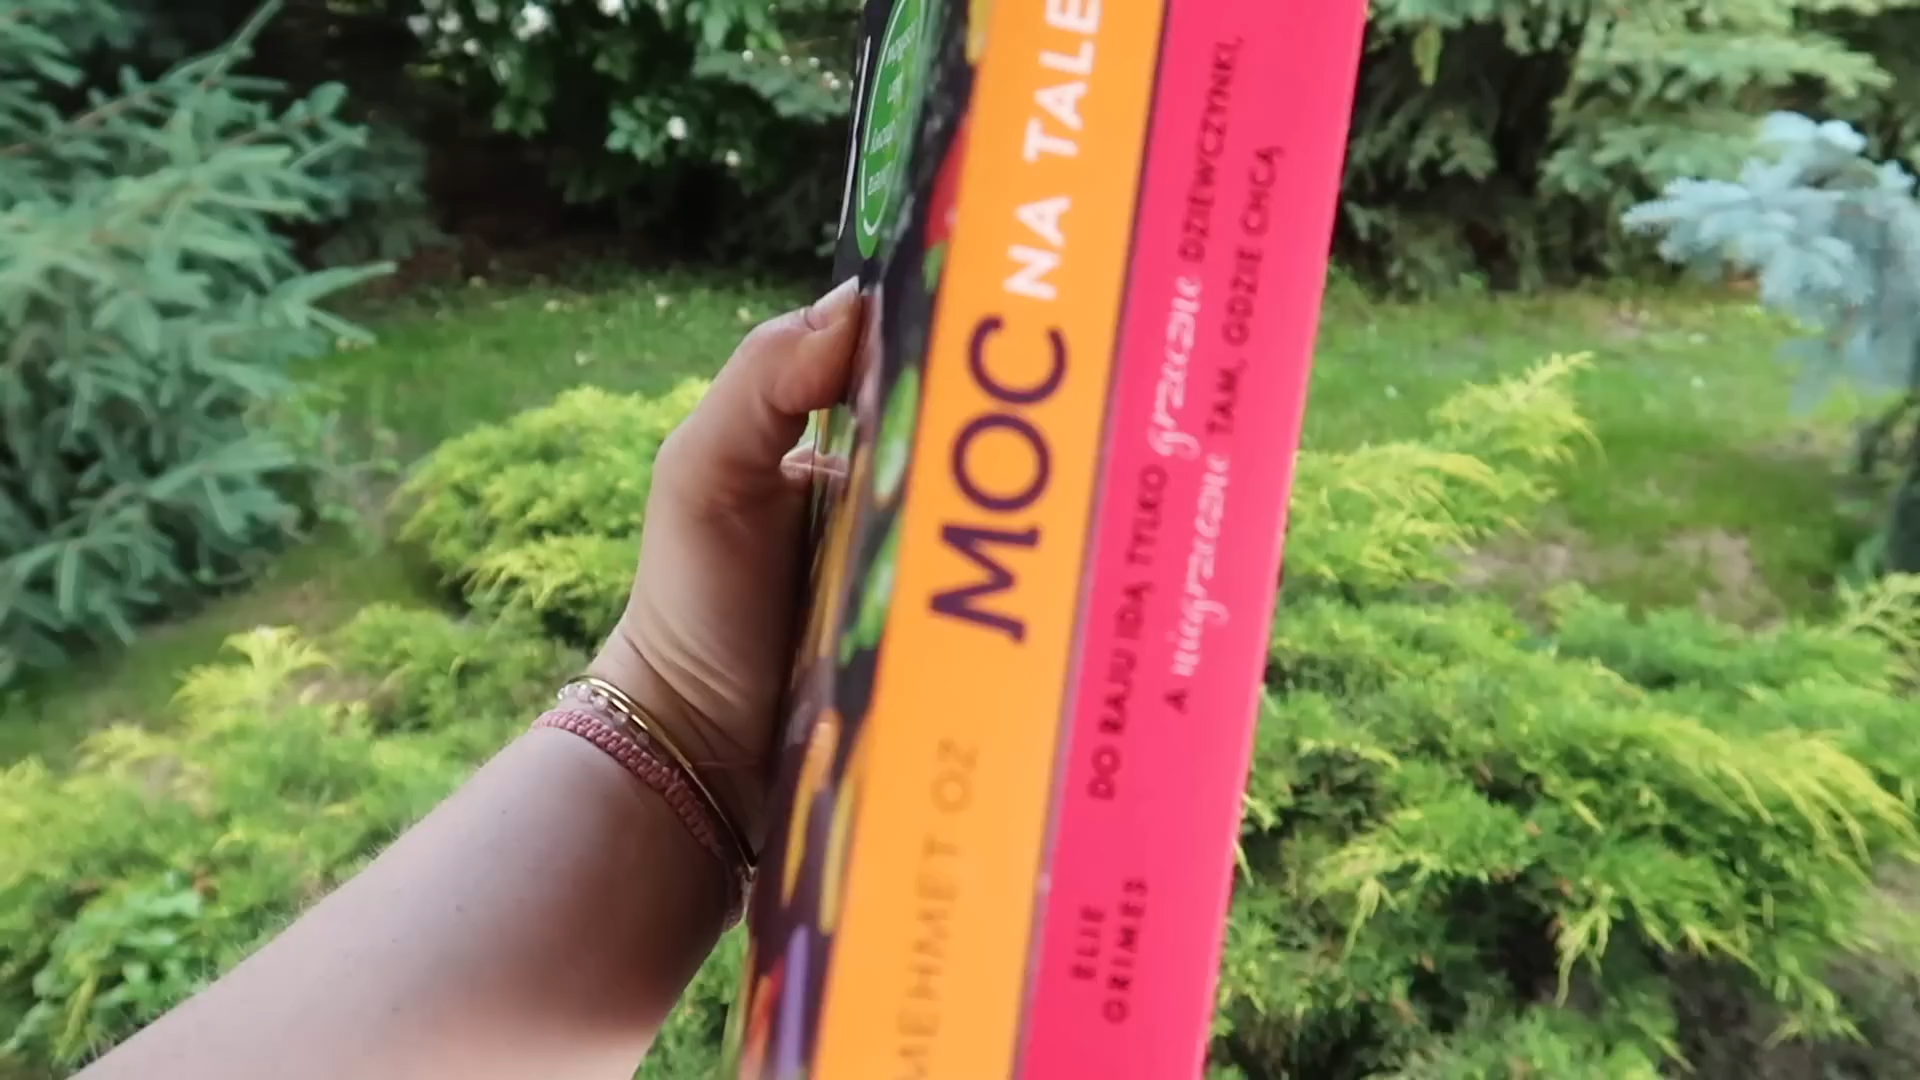 MEHMET OZ
MOC NA TALE
ELIE
GRIMES
DO RAJU IDĄ TYLKO grzeczne DZIEWCZYNKI,
A niegrzeczne TAM, GDZIE CHCĄ